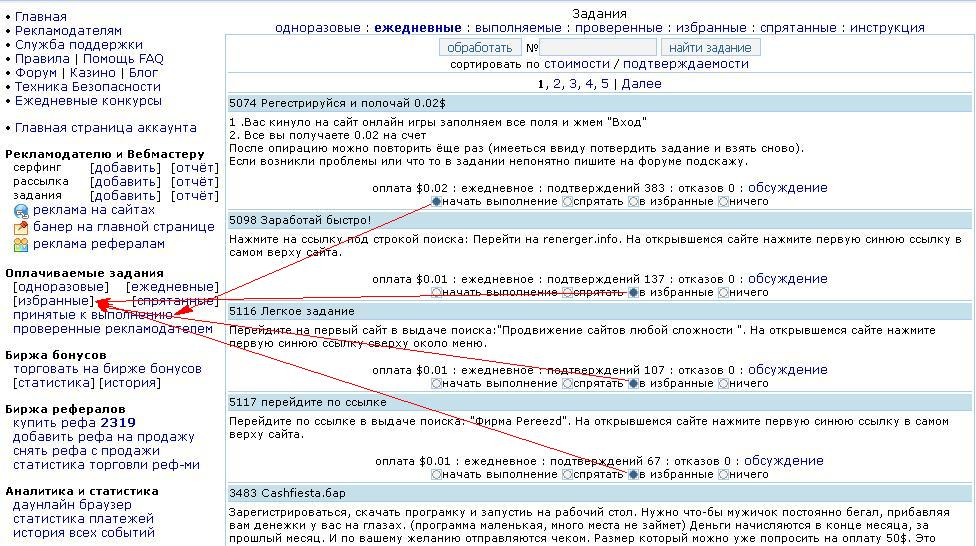 • Главная
• Рекламодателям
• Служба поддержки
• Правила | Помощь FAQ
• Форум | Казино | Блог
• Техника Безопасности
• Ежедневные конкурсы
• Главная страница аккаунта
Рекламодателю и Вебмастеру
серфинг [добавить] [отчёт]
рассылка [добавить] [отчёт]
задания [добавить] [отчёт]
реклама на сайтах
банер на главной странице
реклама рефералам
Оплачиваемые задания
[одноразовые] [ежедневные]
[избранные] [спрятанные]
принятые к выполнению
проверенные рекламодателем
Биржа бонусов
торговать на бирже бонусов
[статистика] [история]
Биржа рефералов
купить рефа 2319
добавить рефа на продажу
снять рефа с продажи
статистика торговли реф-ми
Аналитика и статистика
даунлайн браузер
статистика платежей
история всех событий
Задания
одноразовые : ежедневные : выполняемые : проверенные : избранные : спрятанные : инструкция
обработать № найти задание
сортировать по стоимости / подтверждаемости
1, 2, 3, 4, 5 | Далее
5074 Регестрируйся и полочай 0.02$
1 .Вас кинуло на сайт онлайн игры заполняем все поля и жмем "Вход"
2. Все вы получаете 0.02 на счет
После опирацию можно повторить ёще раз (имееться ввиду потвердить задание и взять сново).
Если возникли проблемы или что то в задании непонятно пишите на форуме подскажу.
оплата $0.02 : ежедневное : подтверждений 383 : отказов 0 : обсуждение
начать выполнение спрятать в избранные ничего
5098 Заработай быстро!
Нажмите на ссылку под строкой поиска: Перейти на renerger.info. На открывшемся сайте нажмите первую синюю ссылку в
самом верху сайта.
оплата $0.01 : ежедневное : подтверждений 137 : отказов 0 : обсуждение
начать выполнение спрятать в избранные ничего
5116 Легкое задание
Перейдите на первый сайт в выдаче поиска:"Продвижение сайтов любой сложности ". На открывшемся сайте нажмите
первую синюю ссылку сверху около меню.
оплата $0.01 : ежедневное : подтверждений 107 : отказов 0 : обсуждение
начать выполнение спрятать в избранные ничего
5117 перейдите по ссылке
Перейдите по ссылке в выдаче поиска: "Фирма Pereezd". На открывшемся сайте нажмите первую синюю ссылку в самом
верху сайта.
оплата $0.01 : ежедневное : подтверждений 67 : отказов 0 : обсуждение
начать выполнение спрятать в избранные ничего
3483 Cashfiesta.бар
Зарегистрироваться, скачать програмку и запустиь на рабочий стол. Нужно что-бы мужичок постоянно бегал, прибавляя
вам денежки у вас на глазах. (программа маленькая, много места не займет) Деньги начисляются в конце месяца, за
прошлый месяц. И по вашему желанию отправляются чеком. Размер который можно уже попросить на оплату 50$. Это